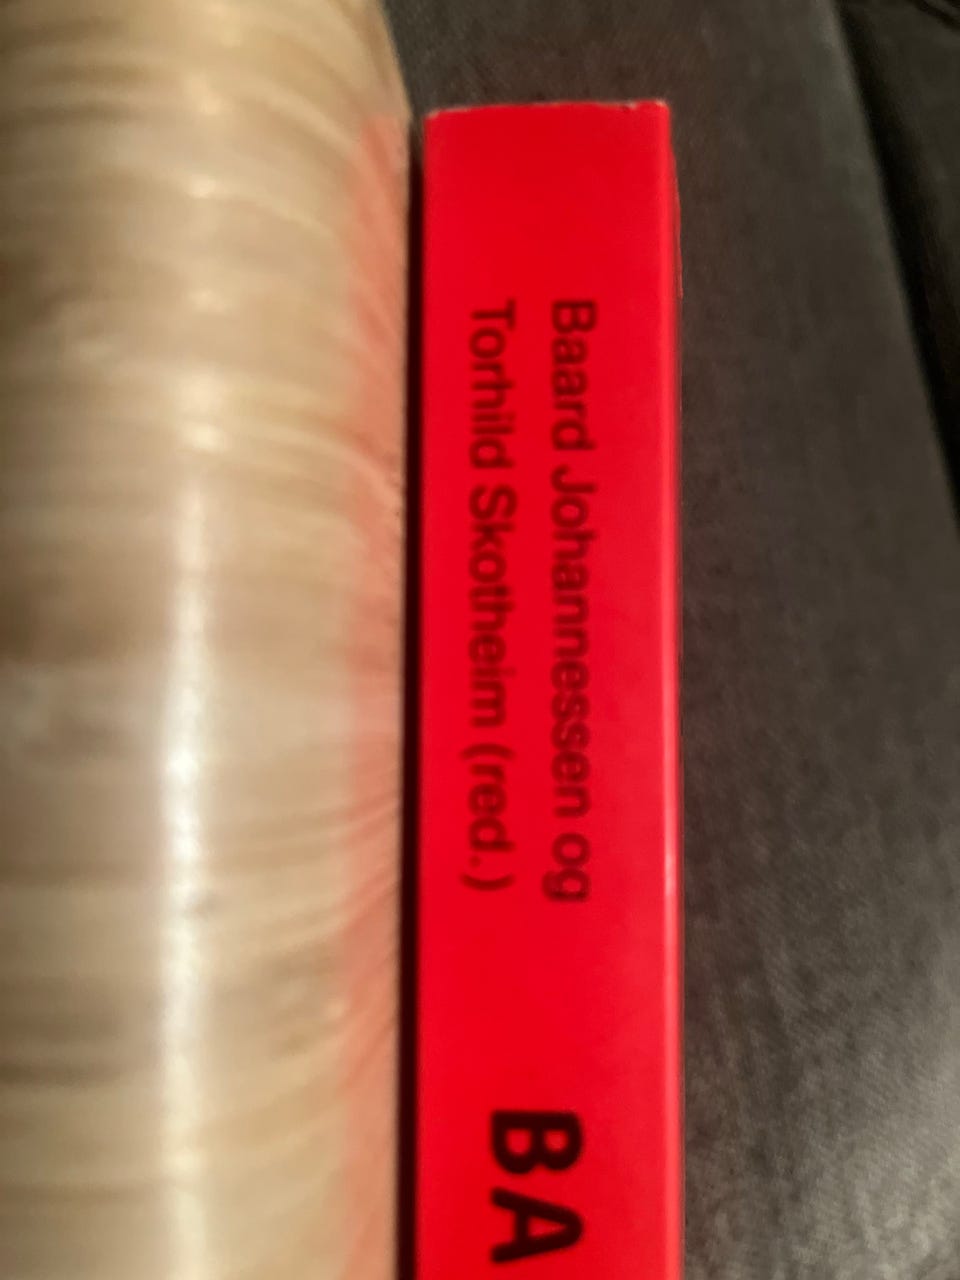 Baard Johannessen og
Torhild Skotheim (red.)
BA